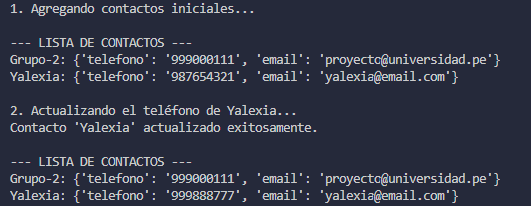 1. Agregando contactos iniciales...
--- LISTA DE CONTACTOS ---
Grupo-2: {'telefono': '999000111', 'email': 'proyecto@universidad.pe'}
Yalexia: {'telefono': '987654321', 'email': 'yalexia@email.com'}
2. Actualizando el teléfono de Yalexia...
Contacto 'Yalexia' actualizado exitosamente.
--- LISTA DE CONTACTOS ---
Grupo-2: {'telefono': '999000111', 'email': 'proyecto@universidad.pe'}
Yalexia: {'telefono': '999888777', 'email': 'yalexia@email.com'}